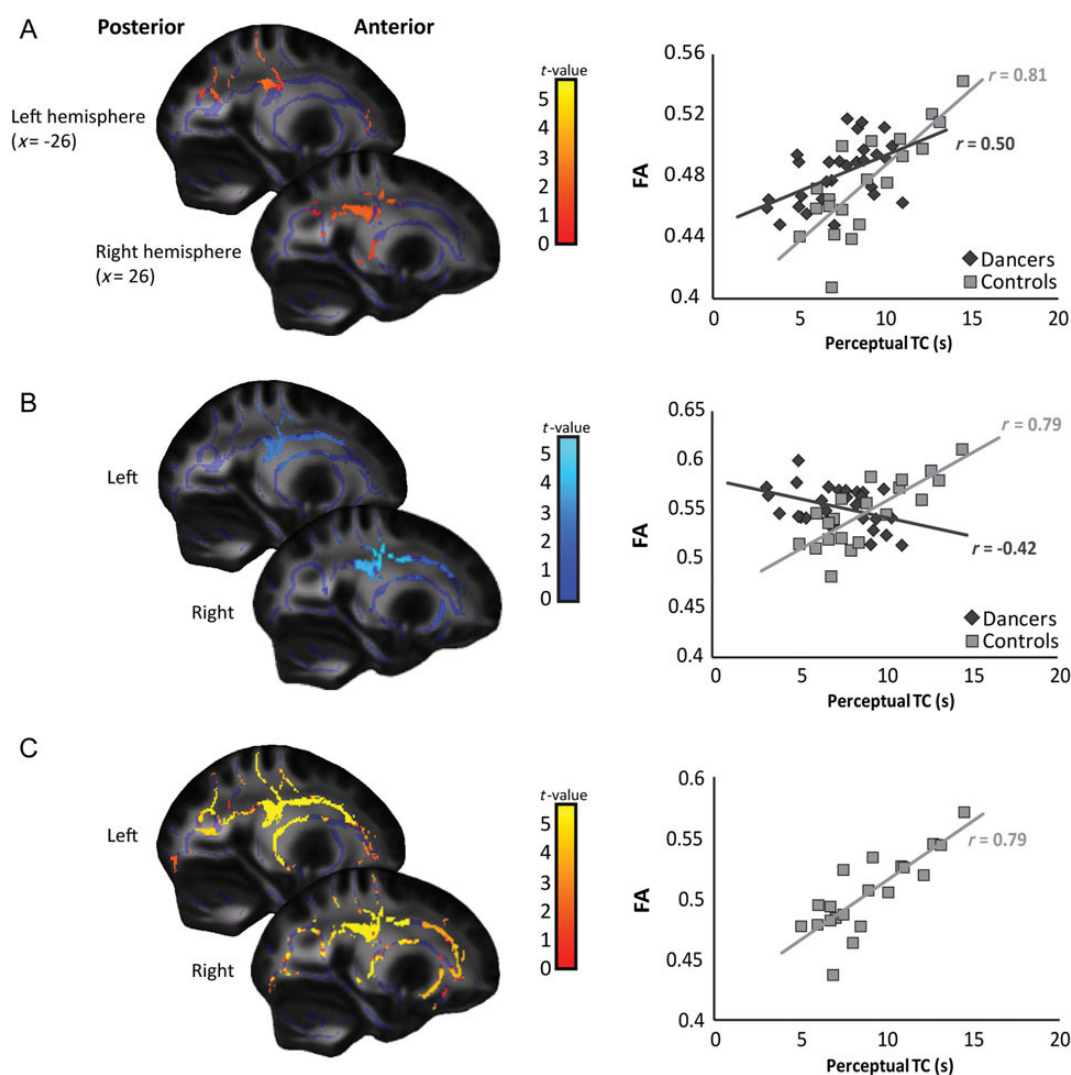 A
Posterior
Anterior
Left hemisphere
(x= -26)
Right hemisphere
(x= 26)
t-value
5
4
3
2
1
0
0.56
0.52
0.48
0.44
0.4
FA
r = 0.81
r = 0.50
Dancers
Controls
0 5 10 15 20
Perceptual TC (s)
B
Left
Right
t-value
5
4
3
2
1
0
0.65
0.6
0.55
0.5
0.45
0.4
FA
r = 0.79
r = -0.42
Dancers
Controls
0 5 10 15 20
Perceptual TC (s)
C
Left
Right
t-value
5
4
3
2
1
0
0.6
0.55
0.5
0.45
0.4
FA
r = 0.79
0 5 10 15 20
Perceptual TC (s)